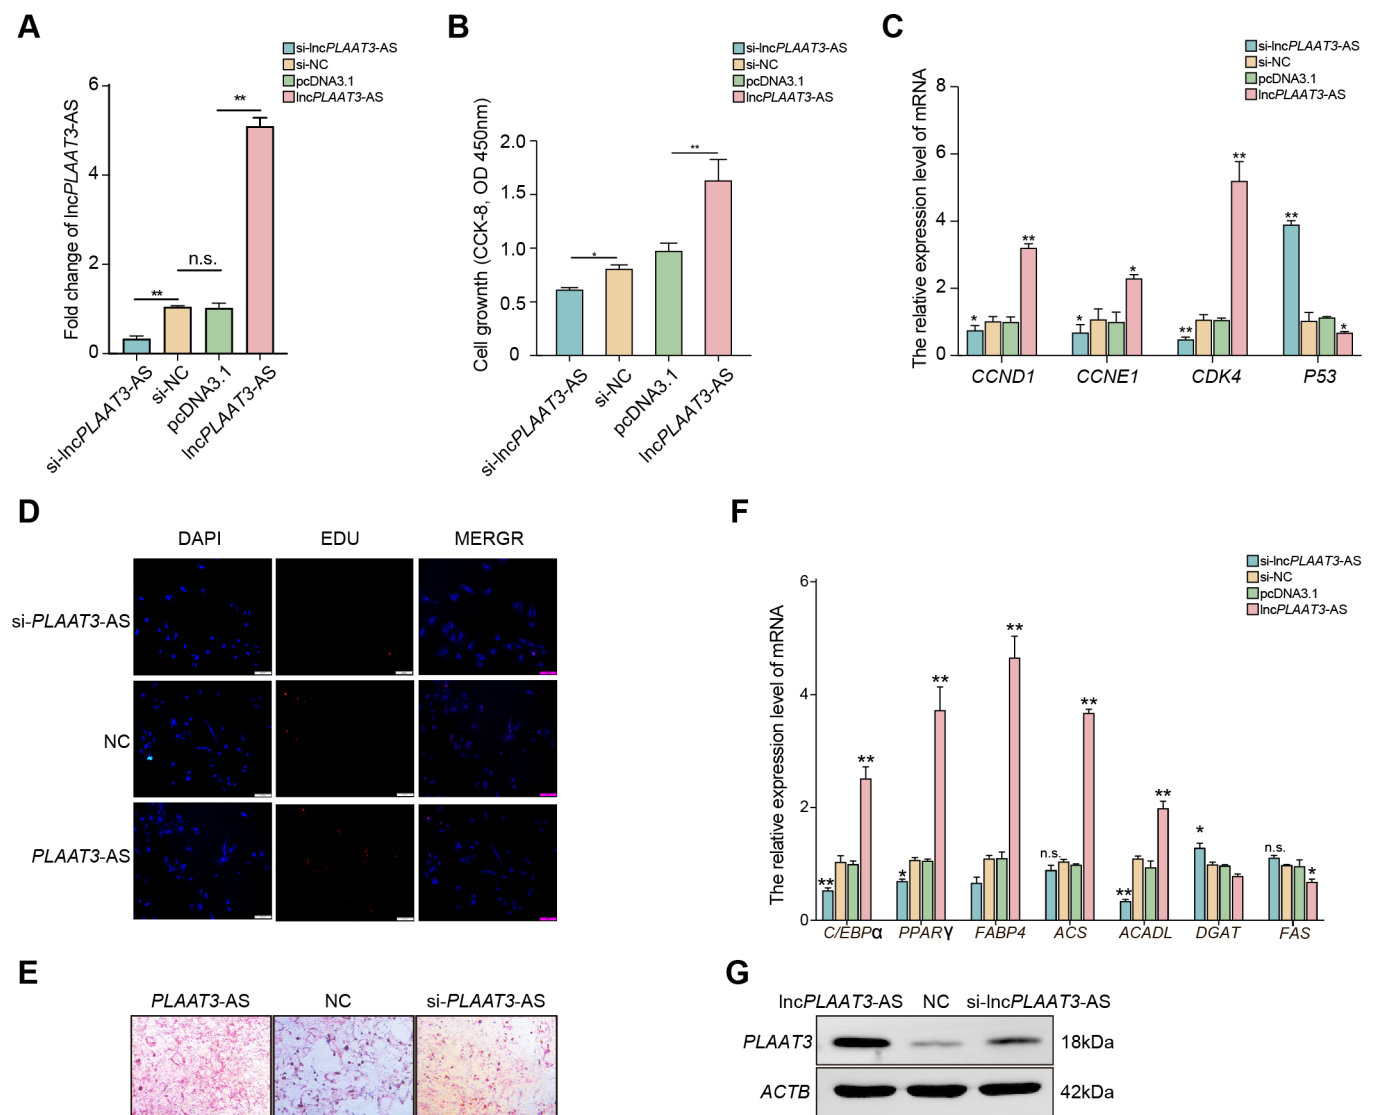 A
si-lncPLAAT3-AS
si-NC
pcDNA3.1
lncPLAAT3-AS
Fold change of lncPLAAT3-AS
6
4
2
0
**
n.s.
**
si-lncPLAAT3-AS
si-NC
pcDNA3.1
lncPLAAT3-AS
B
si-lncPLAAT3-AS
si-NC
pcDNA3.1
lncPLAAT3-AS
Cell grownth (CCK-8, OD 450nm)
2.0
1.5
1.0
0.5
0
*
**
si-lncPLAAT3-AS
si-NC
pcDNA3.1
lncPLAAT3-AS
C
si-lncPLAAT3-AS
si-NC
pcDNA3.1
lncPLAAT3-AS
The relative expression level of mRNA
8
6
4
2
0
*
**
*
*
**
**
**
*
CCND1
CCNE1
CDK4
P53
D
DAPI
EDU
MERGR
si-PLAAT3-AS
NC
PLAAT3-AS
F
si-lncPLAAT3-AS
si-NC
pcDNA3.1
lncPLAAT3-AS
The relative expression level of mRNA
6
4
2
0
**
**
*
**
**
n.s.
**
**
**
*
n.s.
*
C/EBPα
PPARγ
FABP4
ACS
ACADL
DGAT
FAS
E
PLAAT3-AS
NC
si-PLAAT3-AS
G
lncPLAAT3-AS
NC
si-lncPLAAT3-AS
PLAAT3
18kDa
ACTB
42kDa